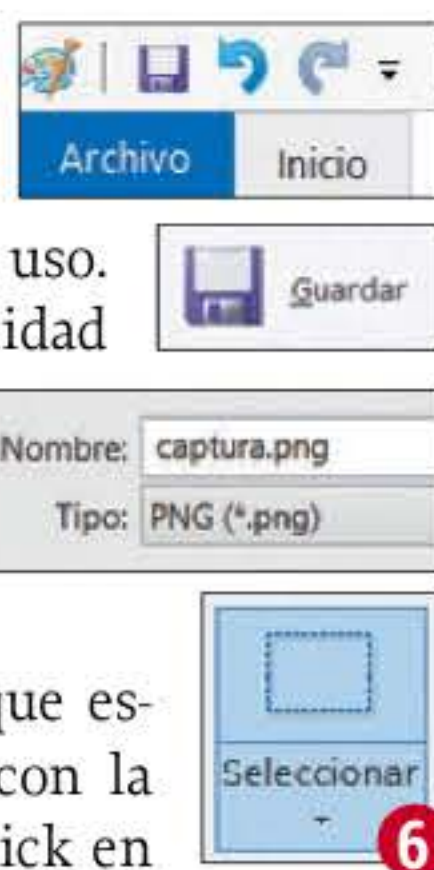 Archivo Inicio
uso.
idad
Guardar
Nombre: captura.png
Tipo: PNG (*.png)
que es-
con la
ick en
Seleccionar
6